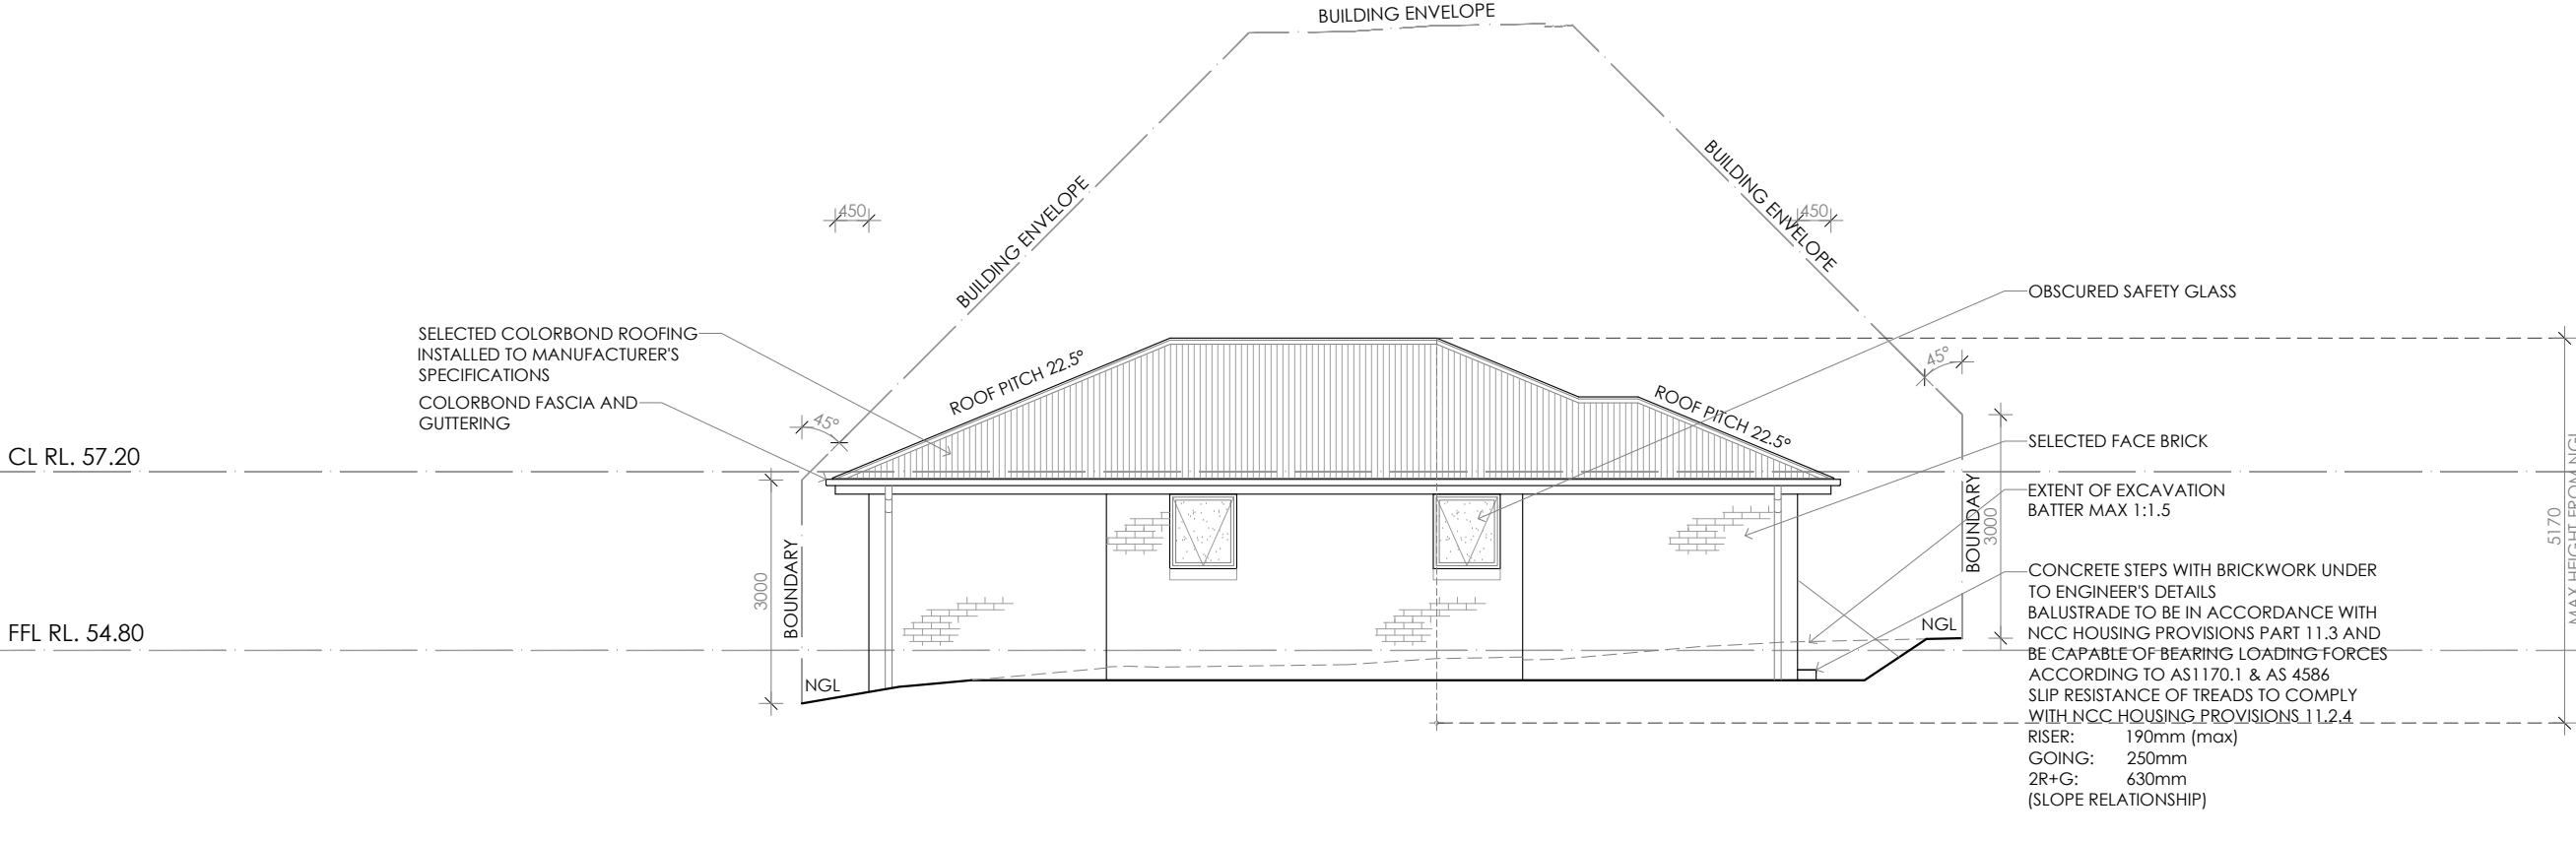 BUILDING ENVELOPE
BUILDING ENVELOPE
BUILDING ENVELOPE
450
450
OBSCURED SAFETY GLASS
SELECTED COLORBOND ROOFING
INSTALLED TO MANUFACTURER'S
SPECIFICATIONS
COLORBOND FASCIA AND
GUTTERING
ROOF PITCH 22.5°
ROOF PITCH 22.5°
45°
45°
CL RL. 57.20
SELECTED FACE BRICK
EXTENT OF EXCAVATION
BATTER MAX 1:1.5
BOUNDARY
3000
BOUNDARY
3000
5170
MAX HEIGHT FROM NGL
FFL RL. 54.80
NGL
NGL
CONCRETE STEPS WITH BRICKWORK UNDER
TO ENGINEER'S DETAILS
BALUSTRADE TO BE IN ACCORDANCE WITH
NCC HOUSING PROVISIONS PART 11.3 AND
BE CAPABLE OF BEARING LOADING FORCES
ACCORDING TO AS1170.1 & AS 4586
SLIP RESISTANCE OF TREADS TO COMPLY
WITH NCC HOUSING PROVISIONS 11.2.4
RISER: 190mm (max)
GOING: 250mm
2R+G: 630mm
(SLOPE RELATIONSHIP)